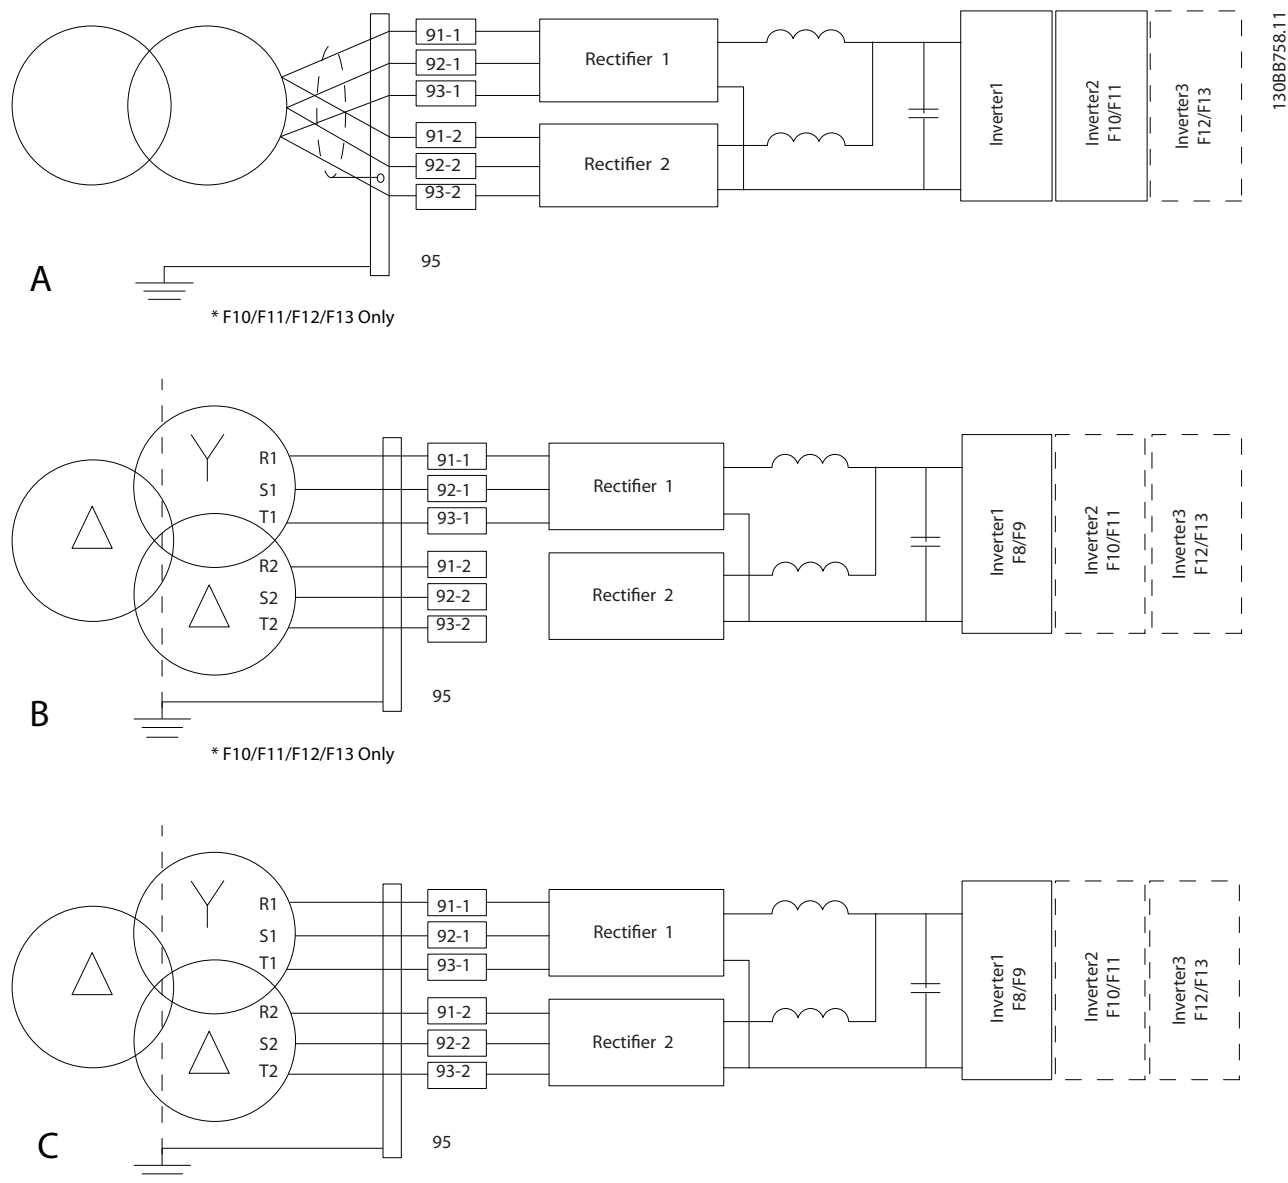 130BB758.11
91-1
92-1
93-1
91-2
92-2
93-2
Rectifier 1
Rectifier 2
Inverter1
Inverter2
F10/F11
Inverter3
F12/F13
95
A
* F10/F11/F12/F13 Only
R1
S1
T1
R2
S2
T2
91-1
92-1
93-1
91-2
92-2
93-2
Rectifier 1
Rectifier 2
Inverter1
F8/F9
Inverter2
F10/F11
Inverter3
F12/F13
95
B
* F10/F11/F12/F13 Only
R1
S1
T1
R2
S2
T2
91-1
92-1
93-1
91-2
92-2
93-2
Rectifier 1
Rectifier 2
Inverter1
F8/F9
Inverter2
F10/F11
Inverter3
F12/F13
95
C